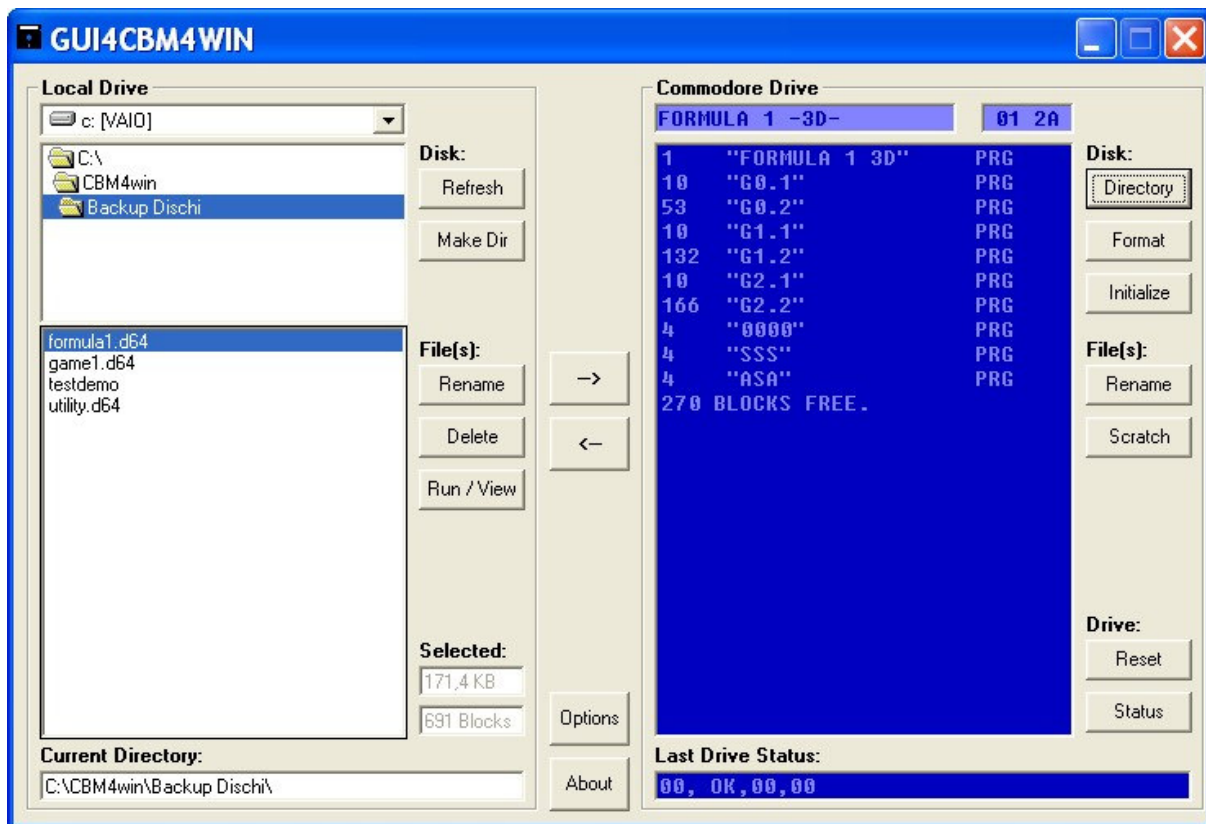 GUI4CBM4WIN
Local Drive
c: [VAIO]
C:\
CBM4win
Backup Dischi
Disk:
Refresh
Make Dir
formula1.d64
game1.d64
testdemo
utility.d64
File(s):
Rename
Delete
Run / View
Selected:
171,4 KB
691 Blocks
Current Directory:
C:\CBM4win\Backup Dischi\
-->
<--
Options
About
Commodore Drive
FORMULA 1 -3D- 01 2A
1 "FORMULA 1 3D" PRG
10 "G0.1" PRG
53 "G0.2" PRG
10 "G1.1" PRG
132 "G1.2" PRG
10 "G2.1" PRG
166 "G2.2" PRG
4 "0000" PRG
4 "SSS" PRG
4 "ASA" PRG
270 BLOCKS FREE.
Disk:
Directory
Format
Initialize
File(s):
Rename
Scratch
Drive:
Reset
Status
Last Drive Status:
00, OK,00,00